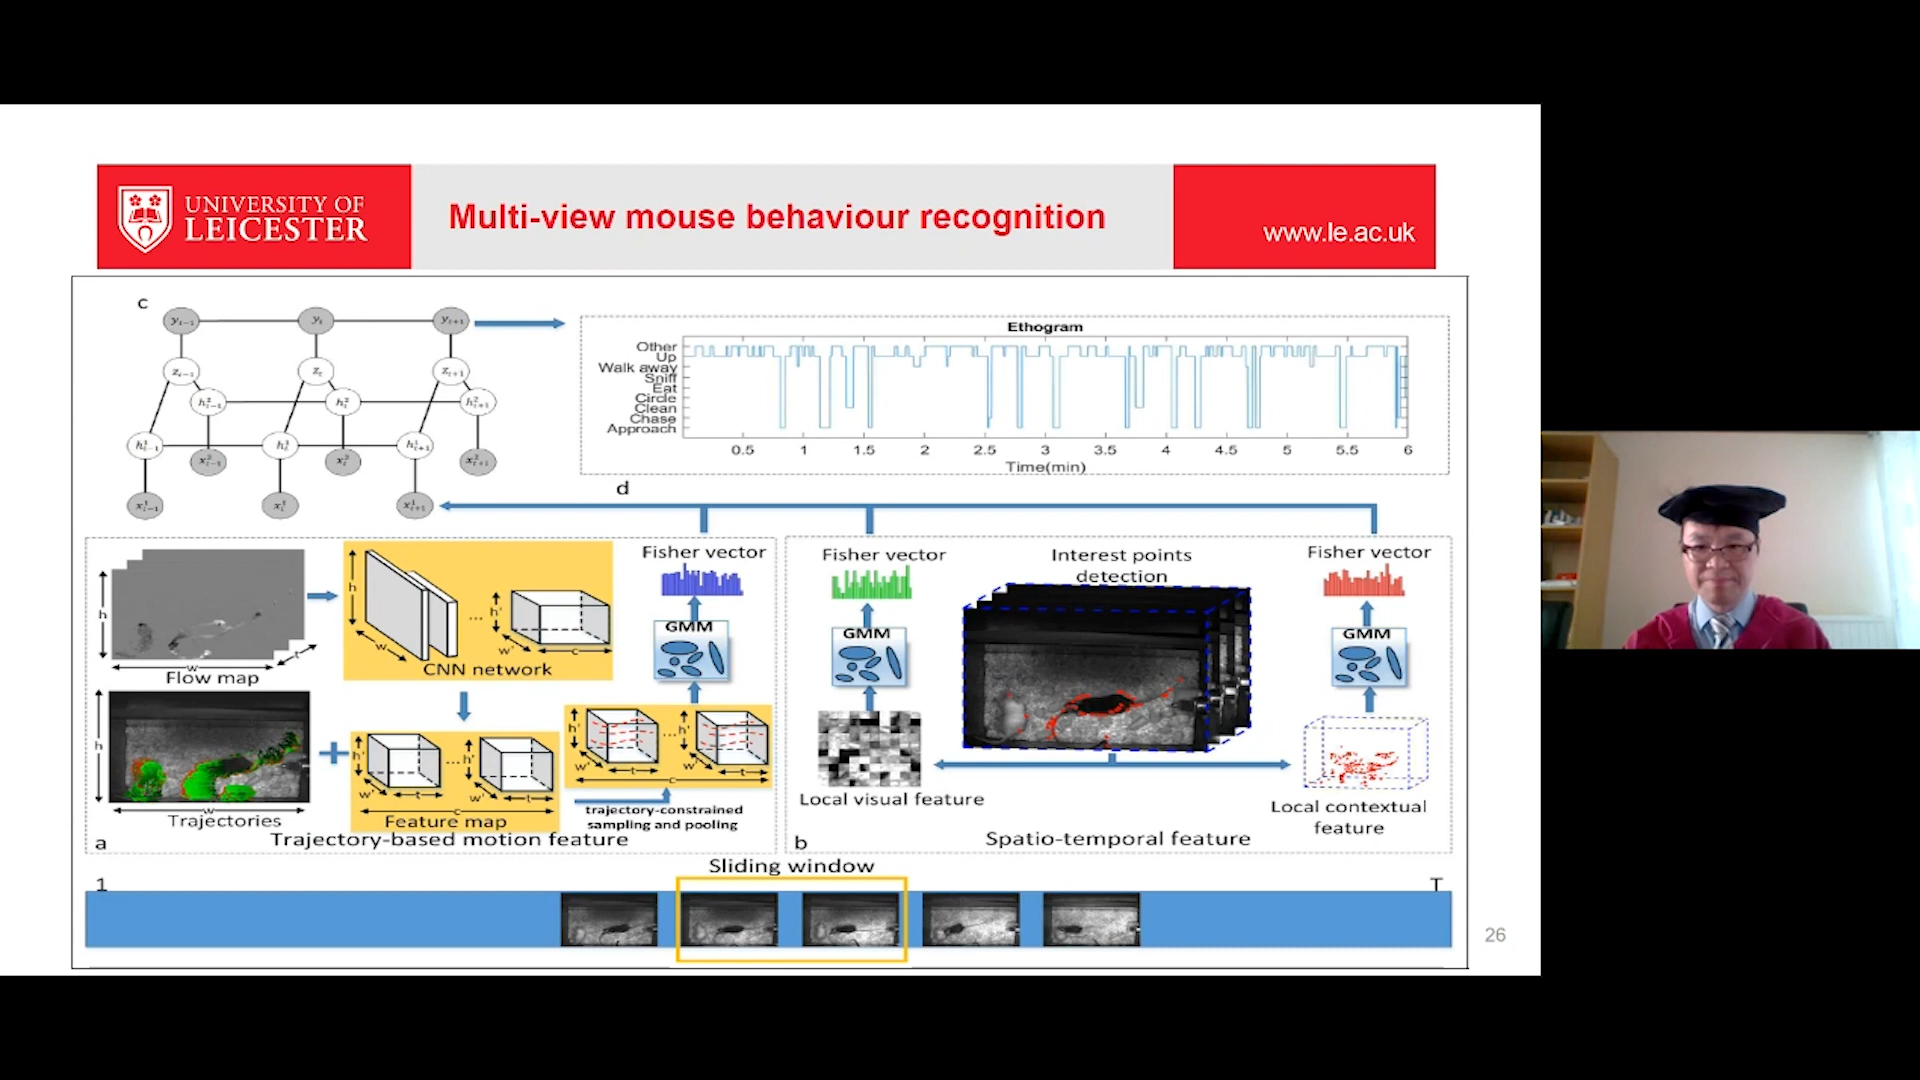 UNIVERSITY OF
LEICESTER
Multi-view mouse behaviour recognition
www.le.ac.uk
c
Ethogram
Other
Up
Walk away
Sniff
Eat
Circle
Clean
Chase
Approach
0.5 1 1.5 2 2.5 3 3.5 4 4.5 5 5.5 6
Time(min)
d
Fisher vector
GMM
Flow map
CNN network
Trajectories
Feature map
trajectory-constrained
sampling and pooling
a
Trajectory-based motion feature
Fisher vector
GMM
Local visual feature
Interest points
detection
Fisher vector
GMM
Local contextual
feature
b
Spatio-temporal feature
Sliding window
1
T
26